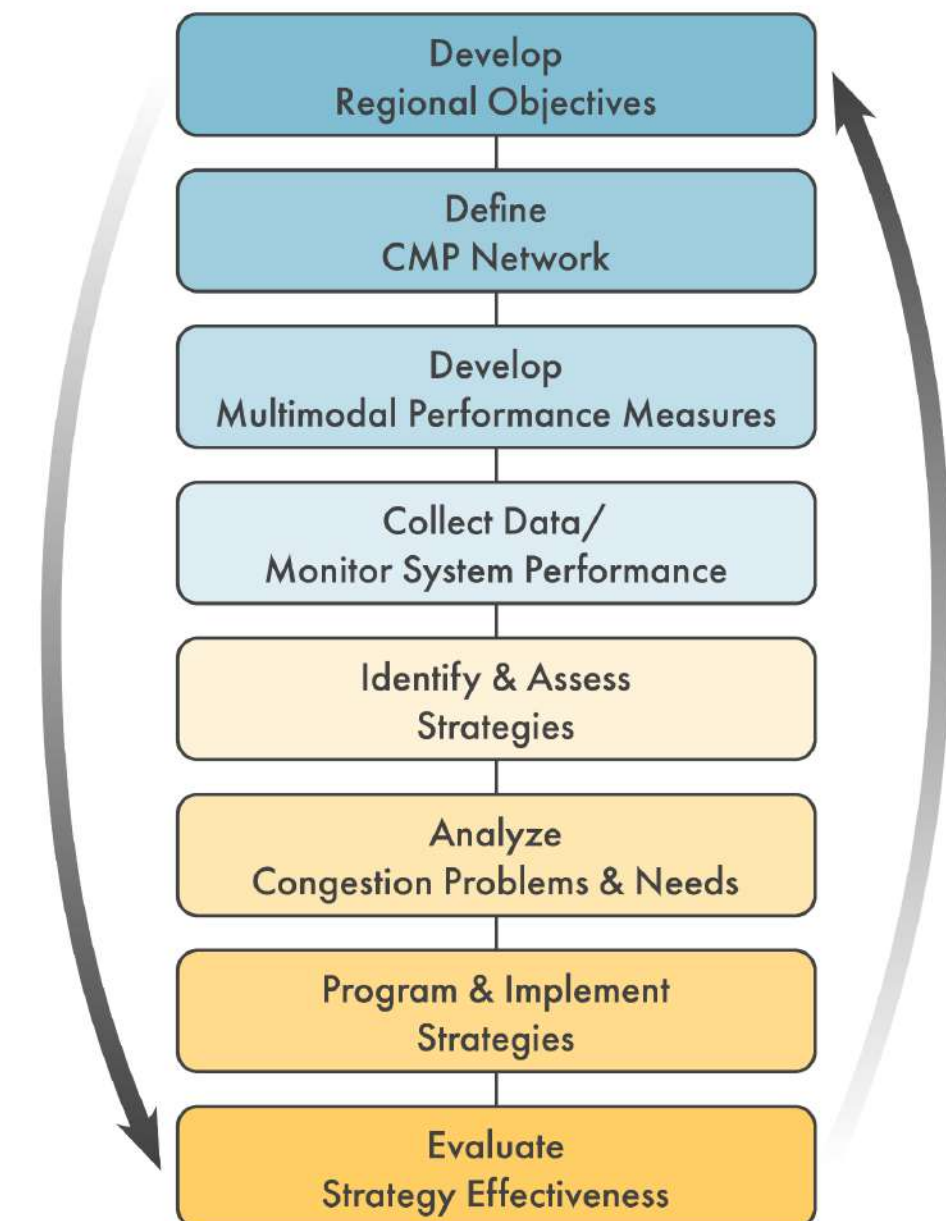 Develop
Regional Objectives
Define
CMP Network
Develop
Multimodal Performance Measures
Collect Data/
Monitor System Performance
Identify & Assess
Strategies
Analyze
Congestion Problems & Needs
Program & Implement
Strategies
Evaluate
Strategy Effectiveness